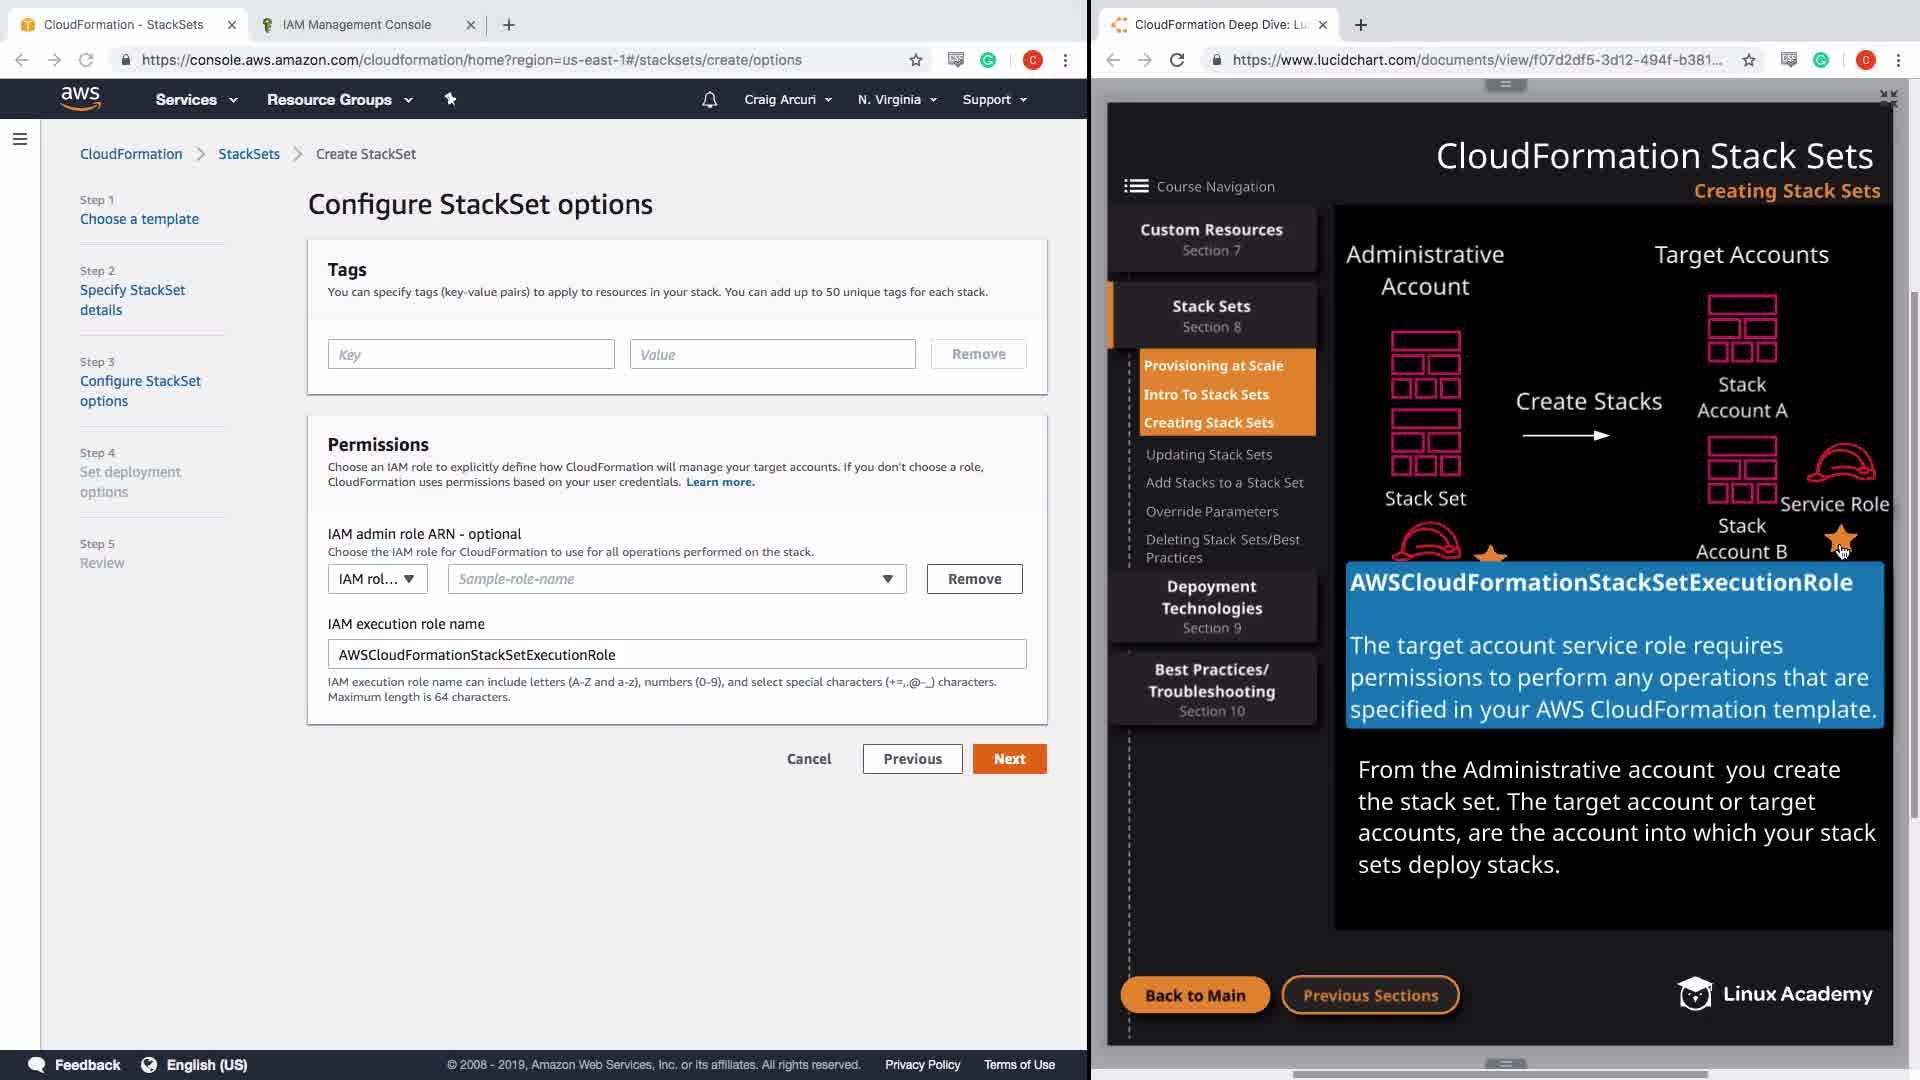 CloudFormation - StackSets
IAM Management Console
https://console.aws.amazon.com/cloudformation/home?region=us-east-1#/stacksets/create/options
C
aws
Services
Resource Groups
Craig Arcuri
N. Virginia
Support
CloudFormation
StackSets
Create StackSet
Step 1
Choose a template
Step 2
Specify StackSet
details
Step 3
Configure StackSet
options
Step 4
Set deployment
options
Step 5
Review
Configure StackSet options
Tags
You can specify tags (key-value pairs) to apply to resources in your stack. You can add up to 50 unique tags for each stack.
Key
Value
Remove
Permissions
Choose an IAM role to explicitly define how CloudFormation will manage your target accounts. If you don't choose a role,
CloudFormation uses permissions based on your user credentials. Learn more.
IAM admin role ARN - optional
Choose the IAM role for CloudFormation to use for all operations performed on the stack.
IAM rol...
Sample-role-name
Remove
IAM execution role name
AWSCloudFormationStackSetExecutionRole
IAM execution role name can include letters (A-Z and a-z), numbers (0-9), and select special characters (+=,.@-_) characters.
Maximum length is 64 characters.
Cancel
Previous
Next
Feedback
English (US)
© 2008 - 2019, Amazon Web Services, Inc. or its affiliates. All rights reserved.
Privacy Policy
Terms of Use
CloudFormation Deep Dive: Lu
https://www.lucidchart.com/documents/view/f07d2df5-3d12-494f-b381...
C
CloudFormation Stack Sets
Creating Stack Sets
Course Navigation
Custom Resources
Section 7
Stack Sets
Section 8
Provisioning at Scale
Intro To Stack Sets
Creating Stack Sets
Updating Stack Sets
Add Stacks to a Stack Set
Override Parameters
Deleting Stack Sets/Best
Practices
Depoyment
Technologies
Section 9
Best Practices/
Troubleshooting
Section 10
Administrative
Account
Target Accounts
Stack
Account A
Create Stacks
Stack Set
Service Role
Stack
Account B
AWSCloudFormationStackSetExecutionRole
The target account service role requires
permissions to perform any operations that are
specified in your AWS CloudFormation template.
From the Administrative account you create
the stack set. The target account or target
accounts, are the account into which your stack
sets deploy stacks.
Back to Main
Previous Sections
Linux Academy